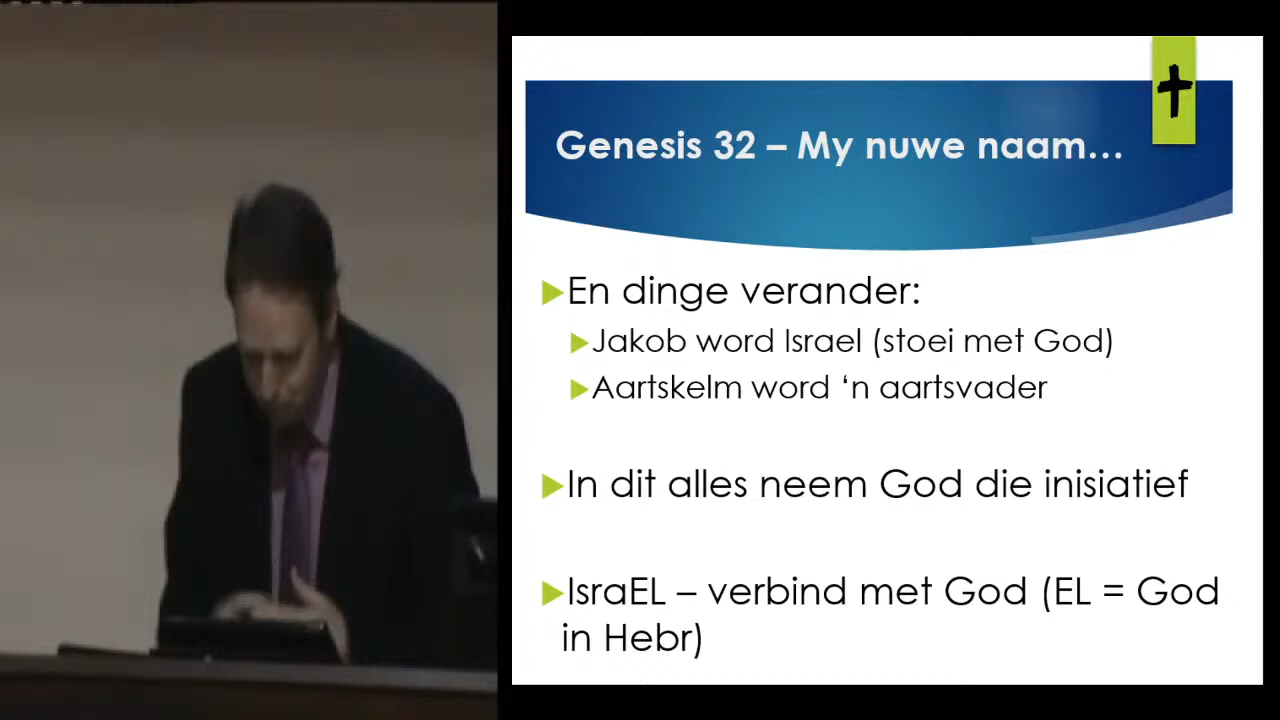 Genesis 32 – My nuwe naam…
En dinge verander:
Jakob word Israel (stoei met God)
Aartskelm word ‘n aartsvader
In dit alles neem God die inisiatief
IsraEL – verbind met God (EL = God
in Hebr)